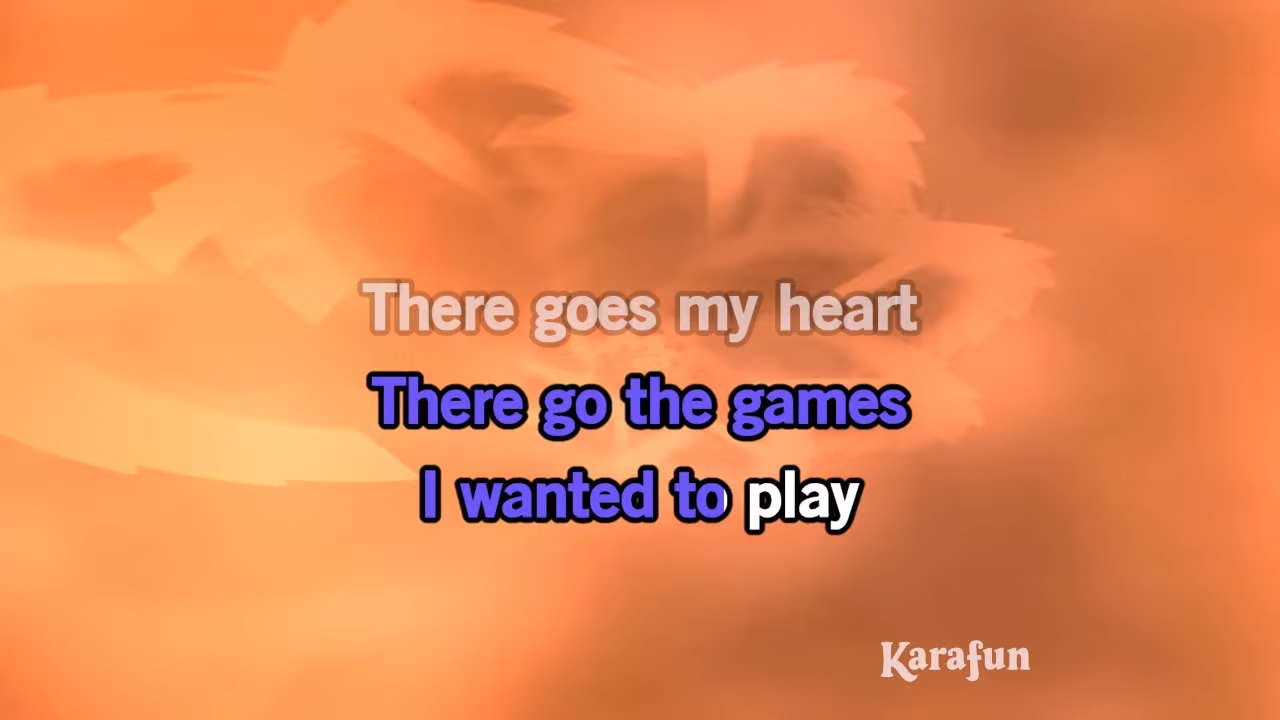 There goes my heart
There go the games
I wanted to play
Karafun